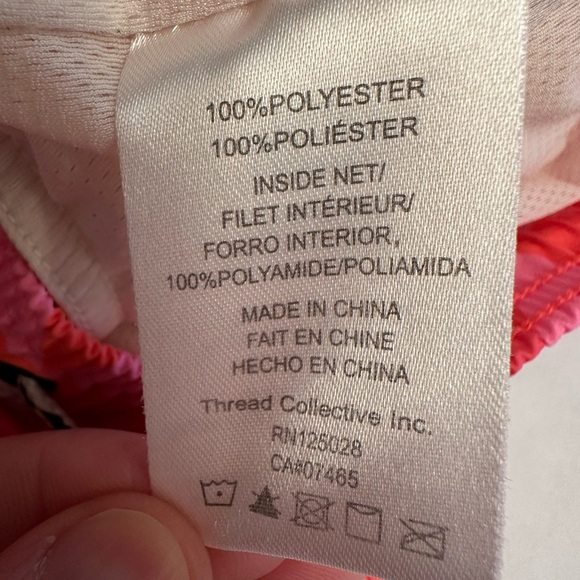 100%POLYESTER
100%POLIÉSTER
INSIDE NET/
FILET INTÉRIEUR/
FORRO INTERIOR,
100%POLYAMIDE/POLIAMIDA
MADE IN CHINA
FAIT EN CHINE
HECHO EN CHINA
Thread Collective Inc.
RN125028
CA#07465